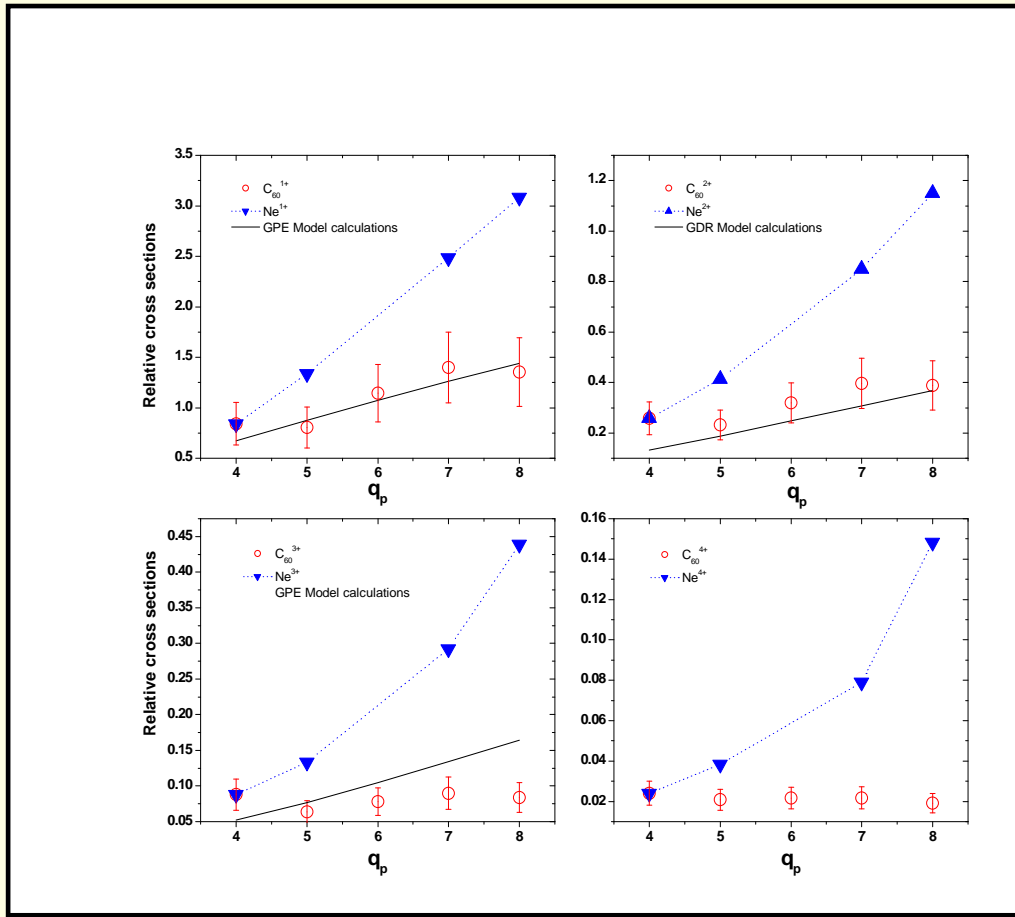 3.5
3.0
2.5
2.0
1.5
1.0
0.5
Relative cross sections
C60 1+
Ne1+
GPE Model calculations
4 5 6 7 8
qp
1.2
1.0
0.8
0.6
0.4
0.2
C60 2+
Ne2+
GDR Model calculations
4 5 6 7 8
qp
0.45
0.40
0.35
0.30
0.25
0.20
0.15
0.10
0.05
Relative cross sections
C60 3+
Ne3+
GPE Model calculations
4 5 6 7 8
qp
0.16
0.14
0.12
0.10
0.08
0.06
0.04
0.02
C60 4+
Ne4+
4 5 6 7 8
qp